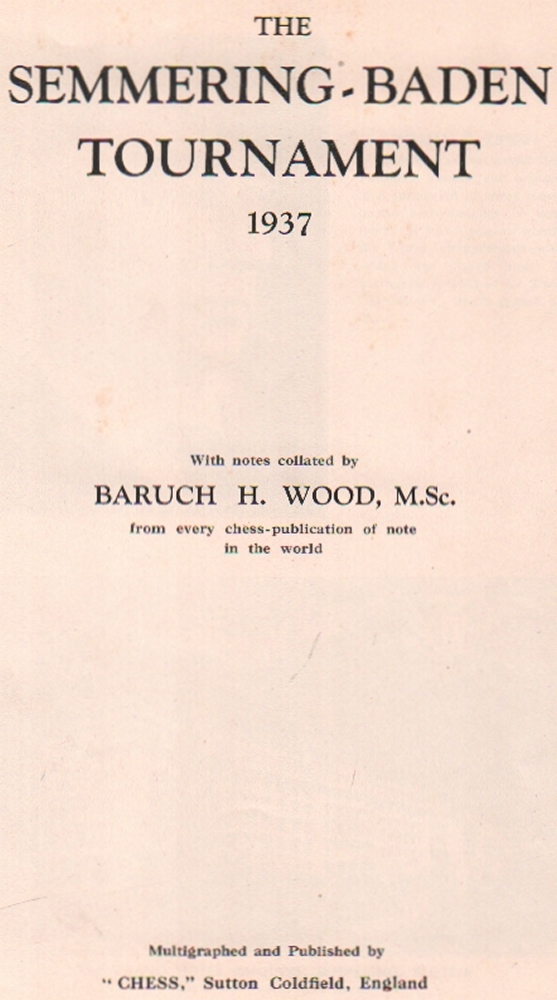 THE
SEMMERING-BADEN
TOURNAMENT
1937
With notes collated by
BARUCH H. WOOD, M.Sc.
from every chess-publication of note
in the world
Multigraphed and Published by
“CHESS,” Sutton Coldfield, England